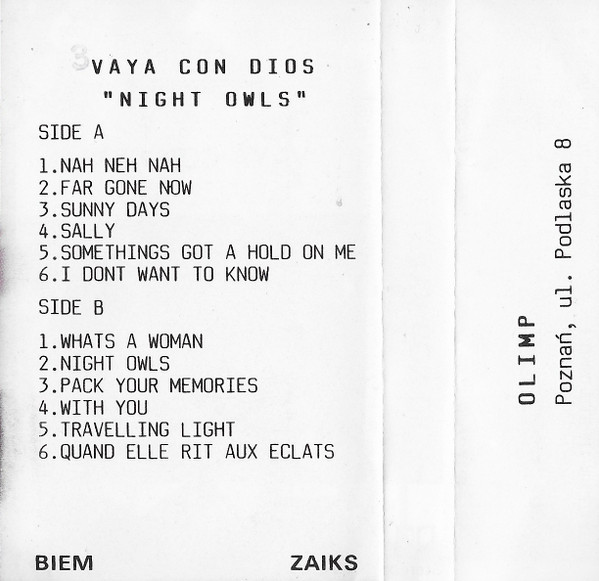 VAYA CON DIOS
"NIGHT OWLS"
SIDE A
1.NAH NEH NAH
2.FAR GONE NOW
3.SUNNY DAYS
4.SALLY
5.SOMETHINGS GOT A HOLD ON ME
6.I DONT WANT TO KNOW
SIDE B
1.WHATS A WOMAN
2.NIGHT OWLS
3.PACK YOUR MEMORIES
4.WITH YOU
5.TRAVELLING LIGHT
6.QUAND ELLE RIT AUX ECLATS
BIEM ZAIKS
OLIMP
Poznań, ul. Podlaska 8